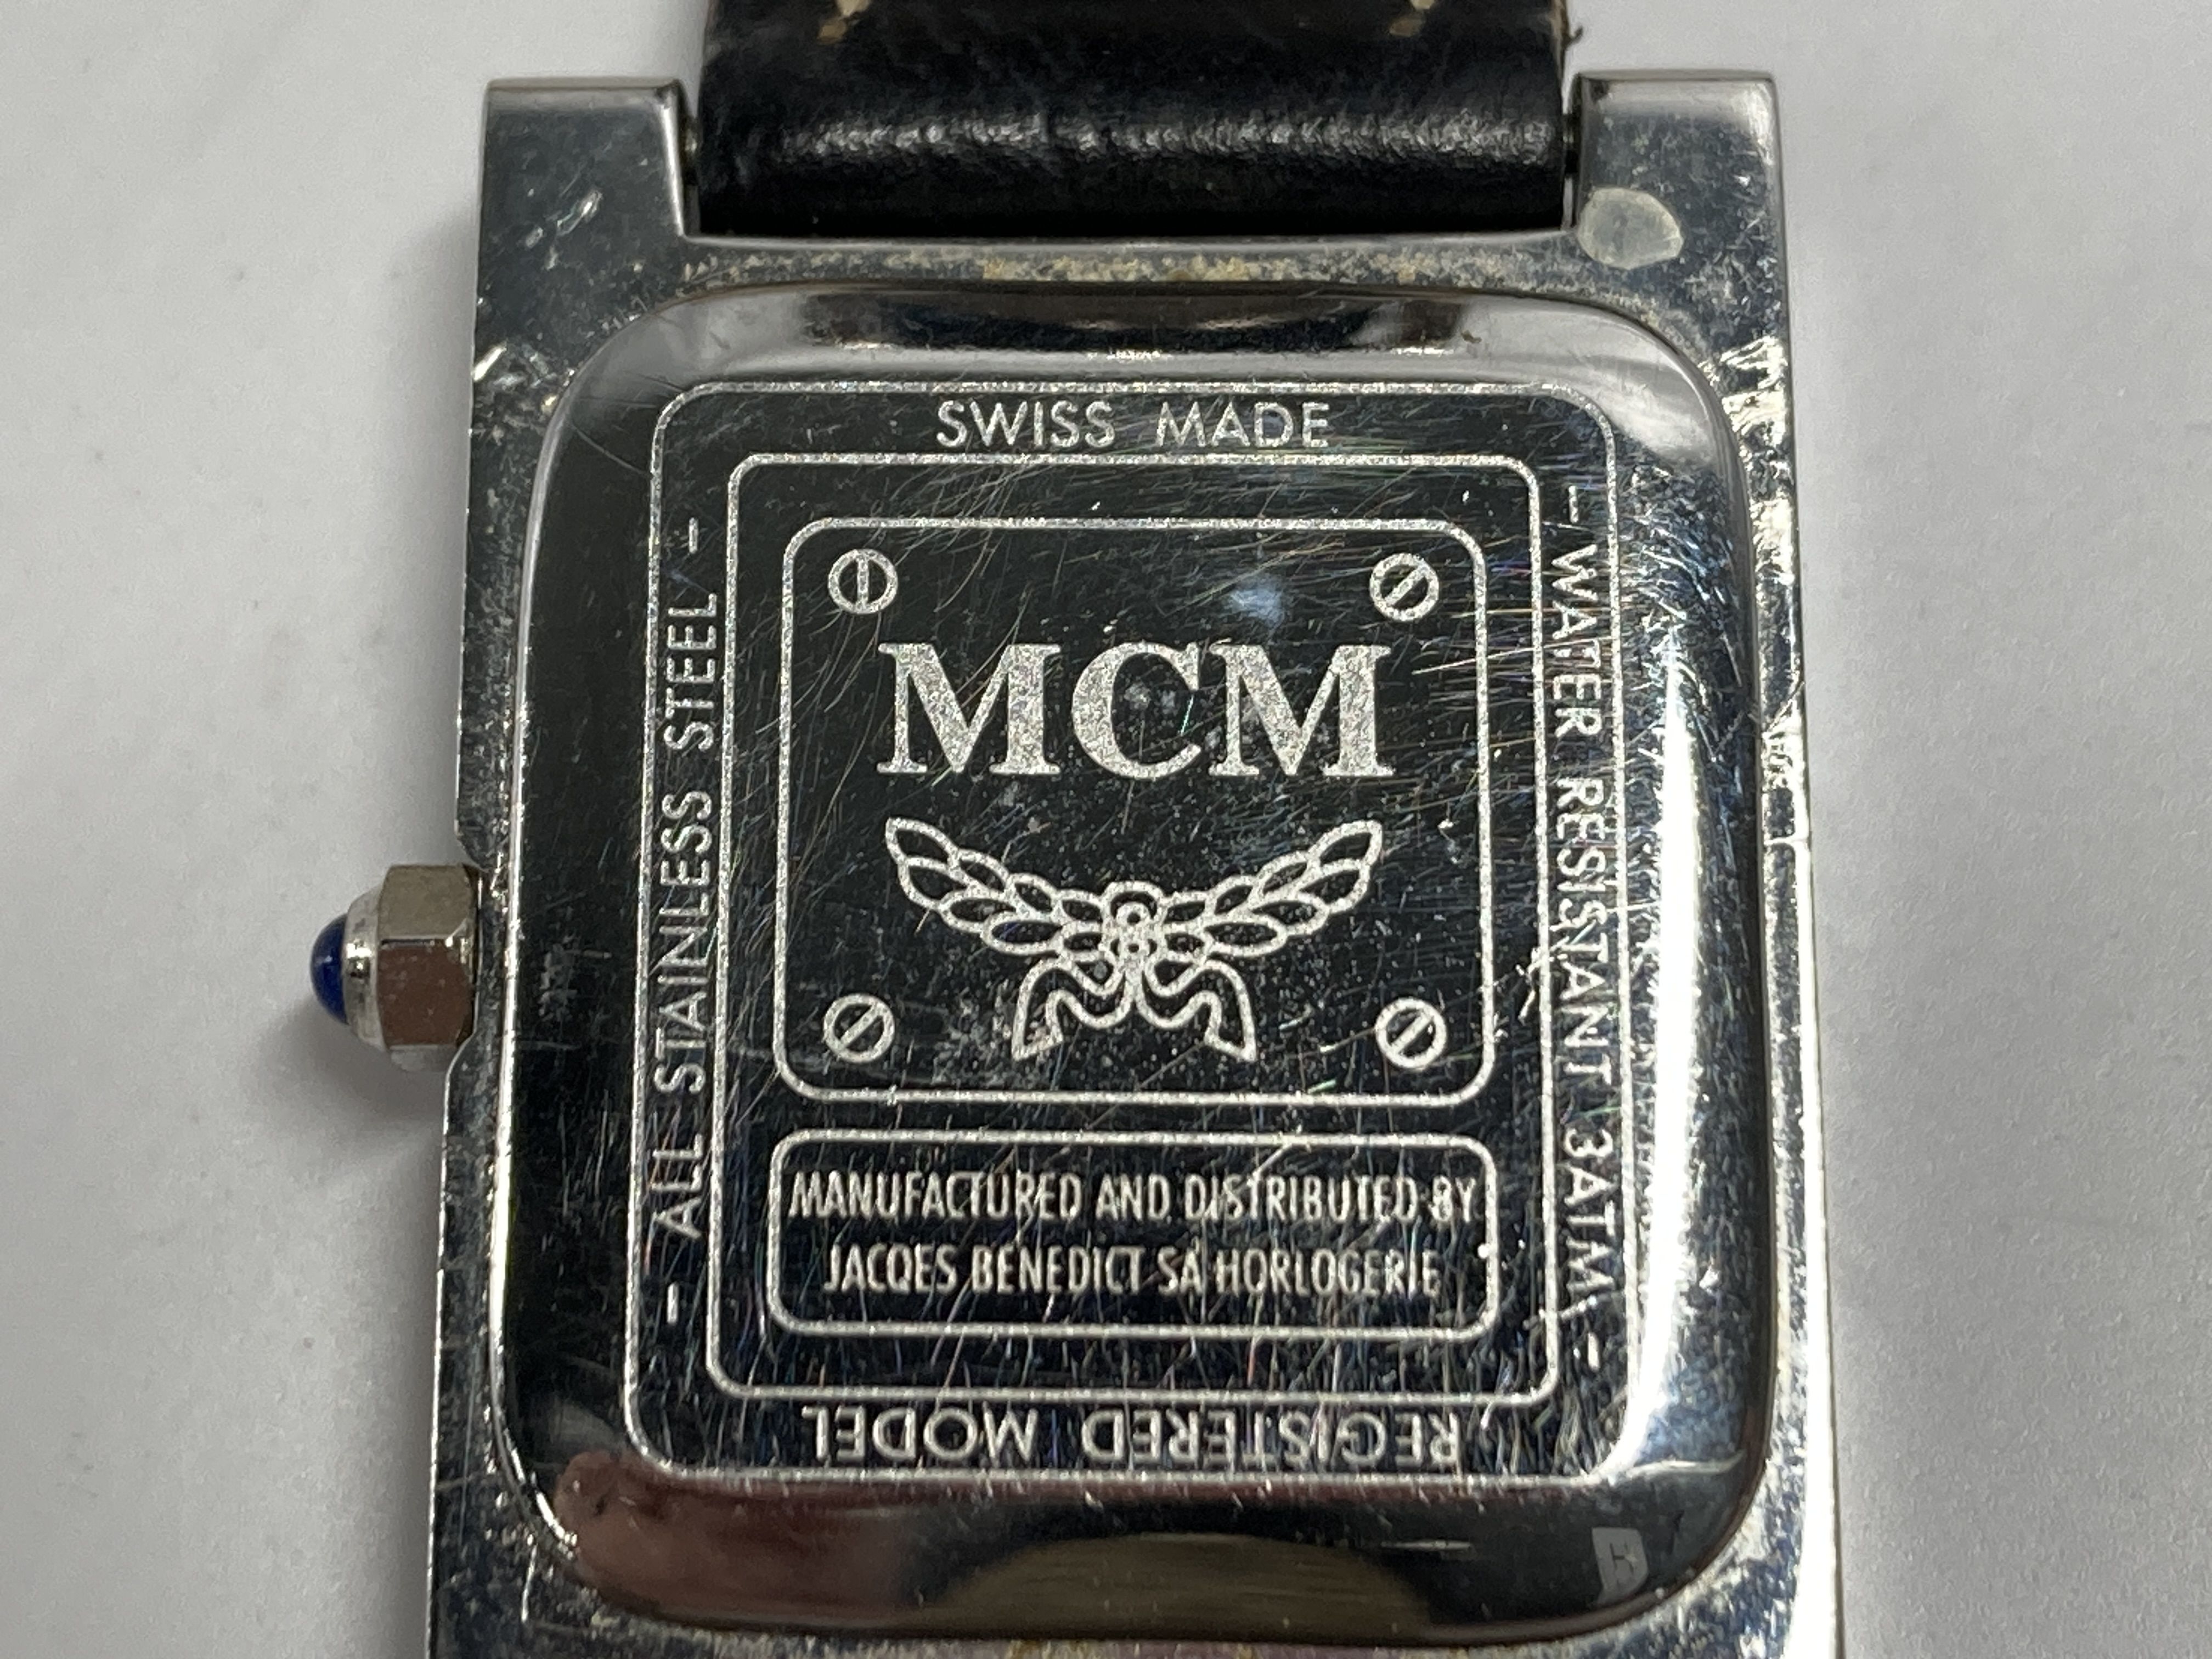 SWISS MADE
- ALL STAINLESS STEEL -
- WATER RESISTANT 3ATM -
MCM
MANUFACTURED AND DISTRIBUTED BY
JACQES BENEDICT SA HORLOGERIE
REGISTERED MODEL
B